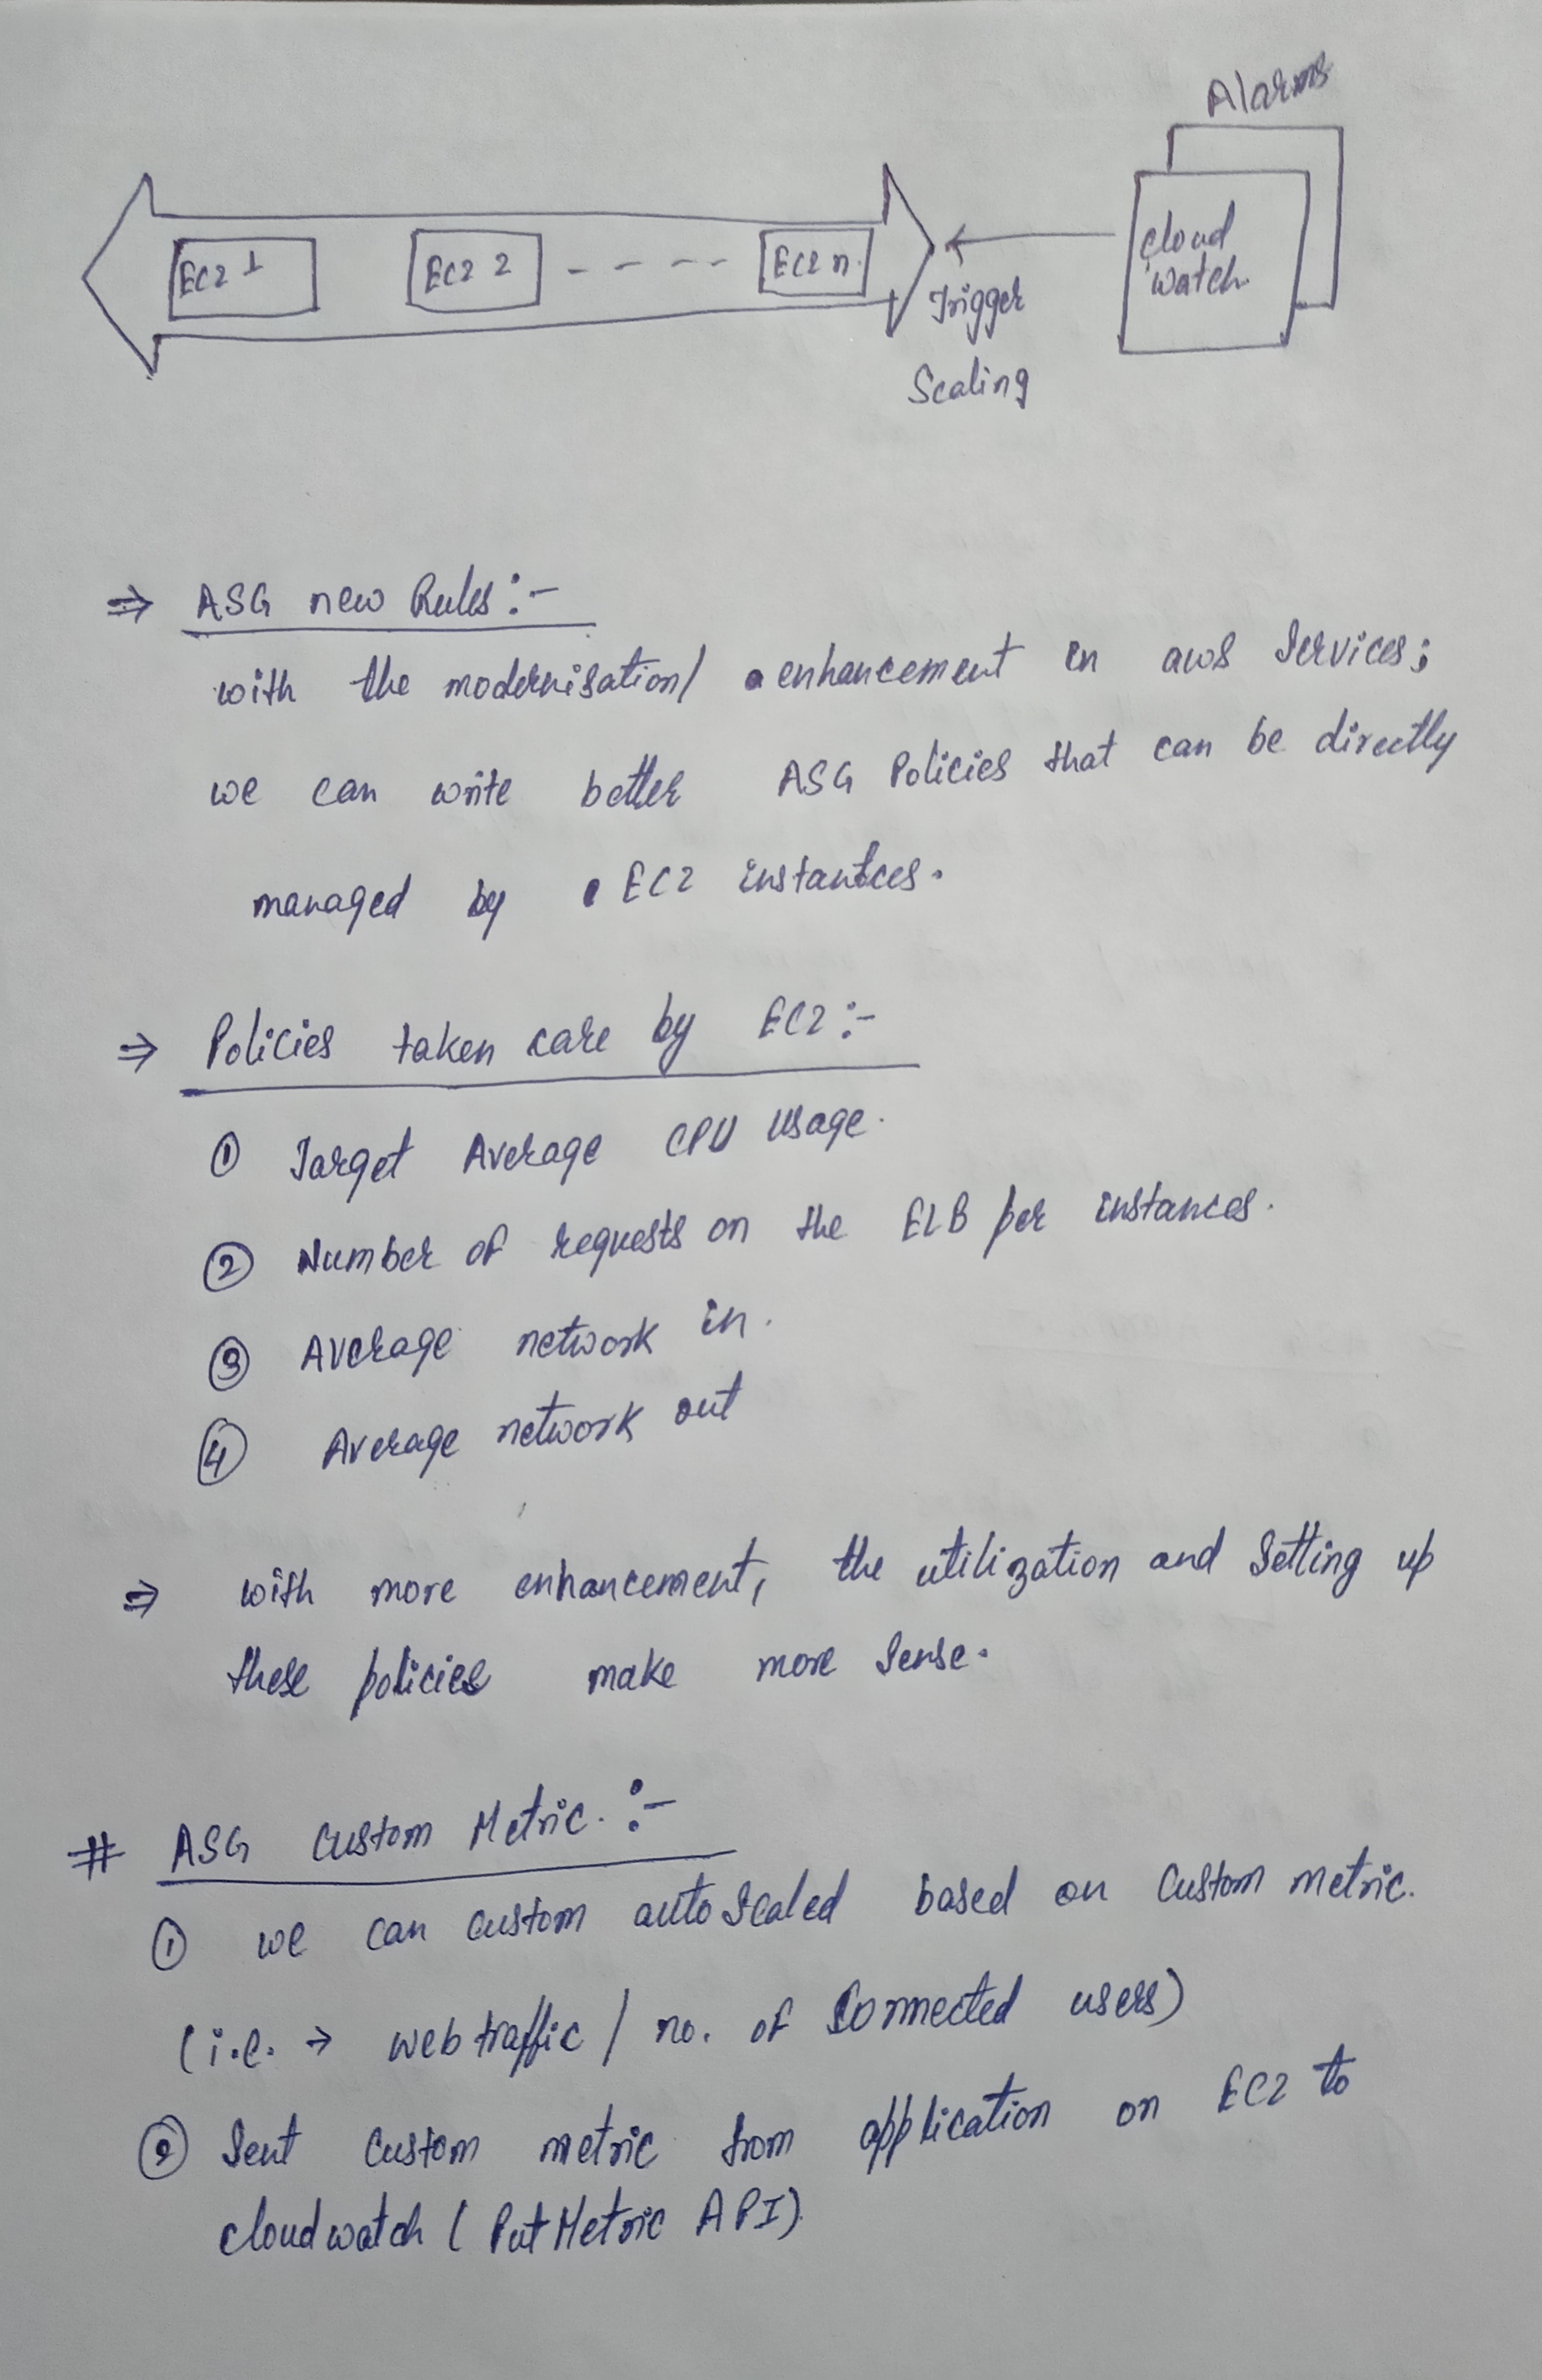 Alarms
EC2 1
EC2 2
- - - - -
EC2 n.
cloud
watch
Trigger
Scaling
⇒ ASG new Rules :-
with the modernisation/ enhancement in aws Services;
we can write better ASG Policies that can be directly
managed by EC2 instances.
⇒ Policies taken care by EC2 :-
① Target Average CPU Usage.
② Number of requests on the ELB per instances.
③ Average network in.
④ Average network out
⇒ with more enhancement, the utilization and Setting up
these policies make more sense.
# ASG Custom Metric. :-
① we can custom auto scaled based on Custom metric.
(i.e. → web traffic / no. of Connected users)
② Sent Custom metric from application on EC2 to
cloudwatch (Put Metric API)